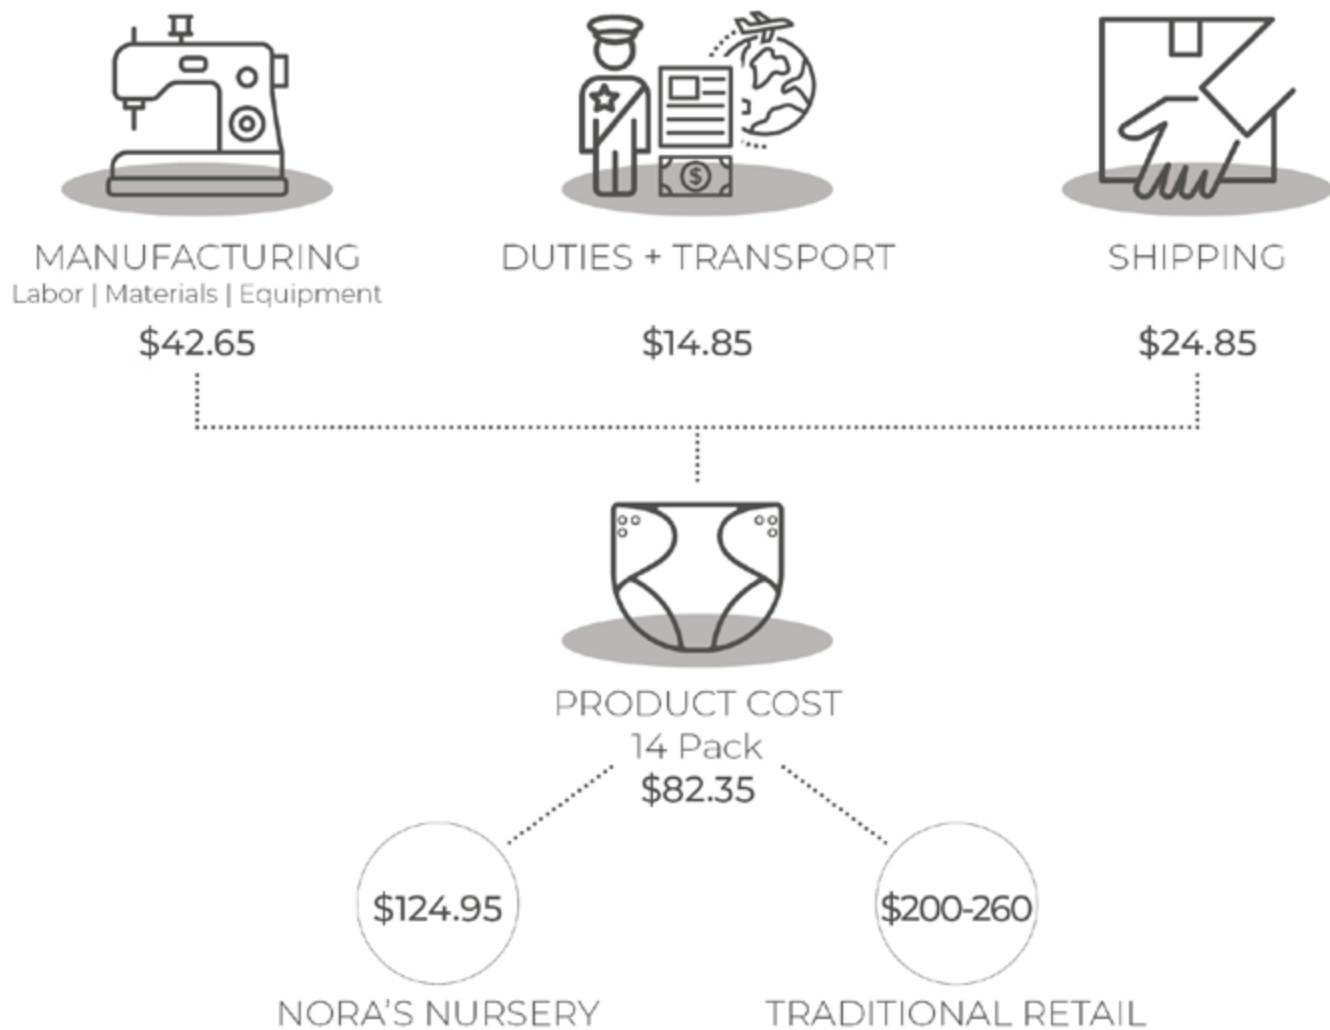 MANUFACTURING
Labor | Materials | Equipment
$42.65
DUTIES + TRANSPORT
$14.85
SHIPPING
$24.85
PRODUCT COST
14 Pack
$82.35
$124.95
NORA'S NURSERY
$200-260
TRADITIONAL RETAIL